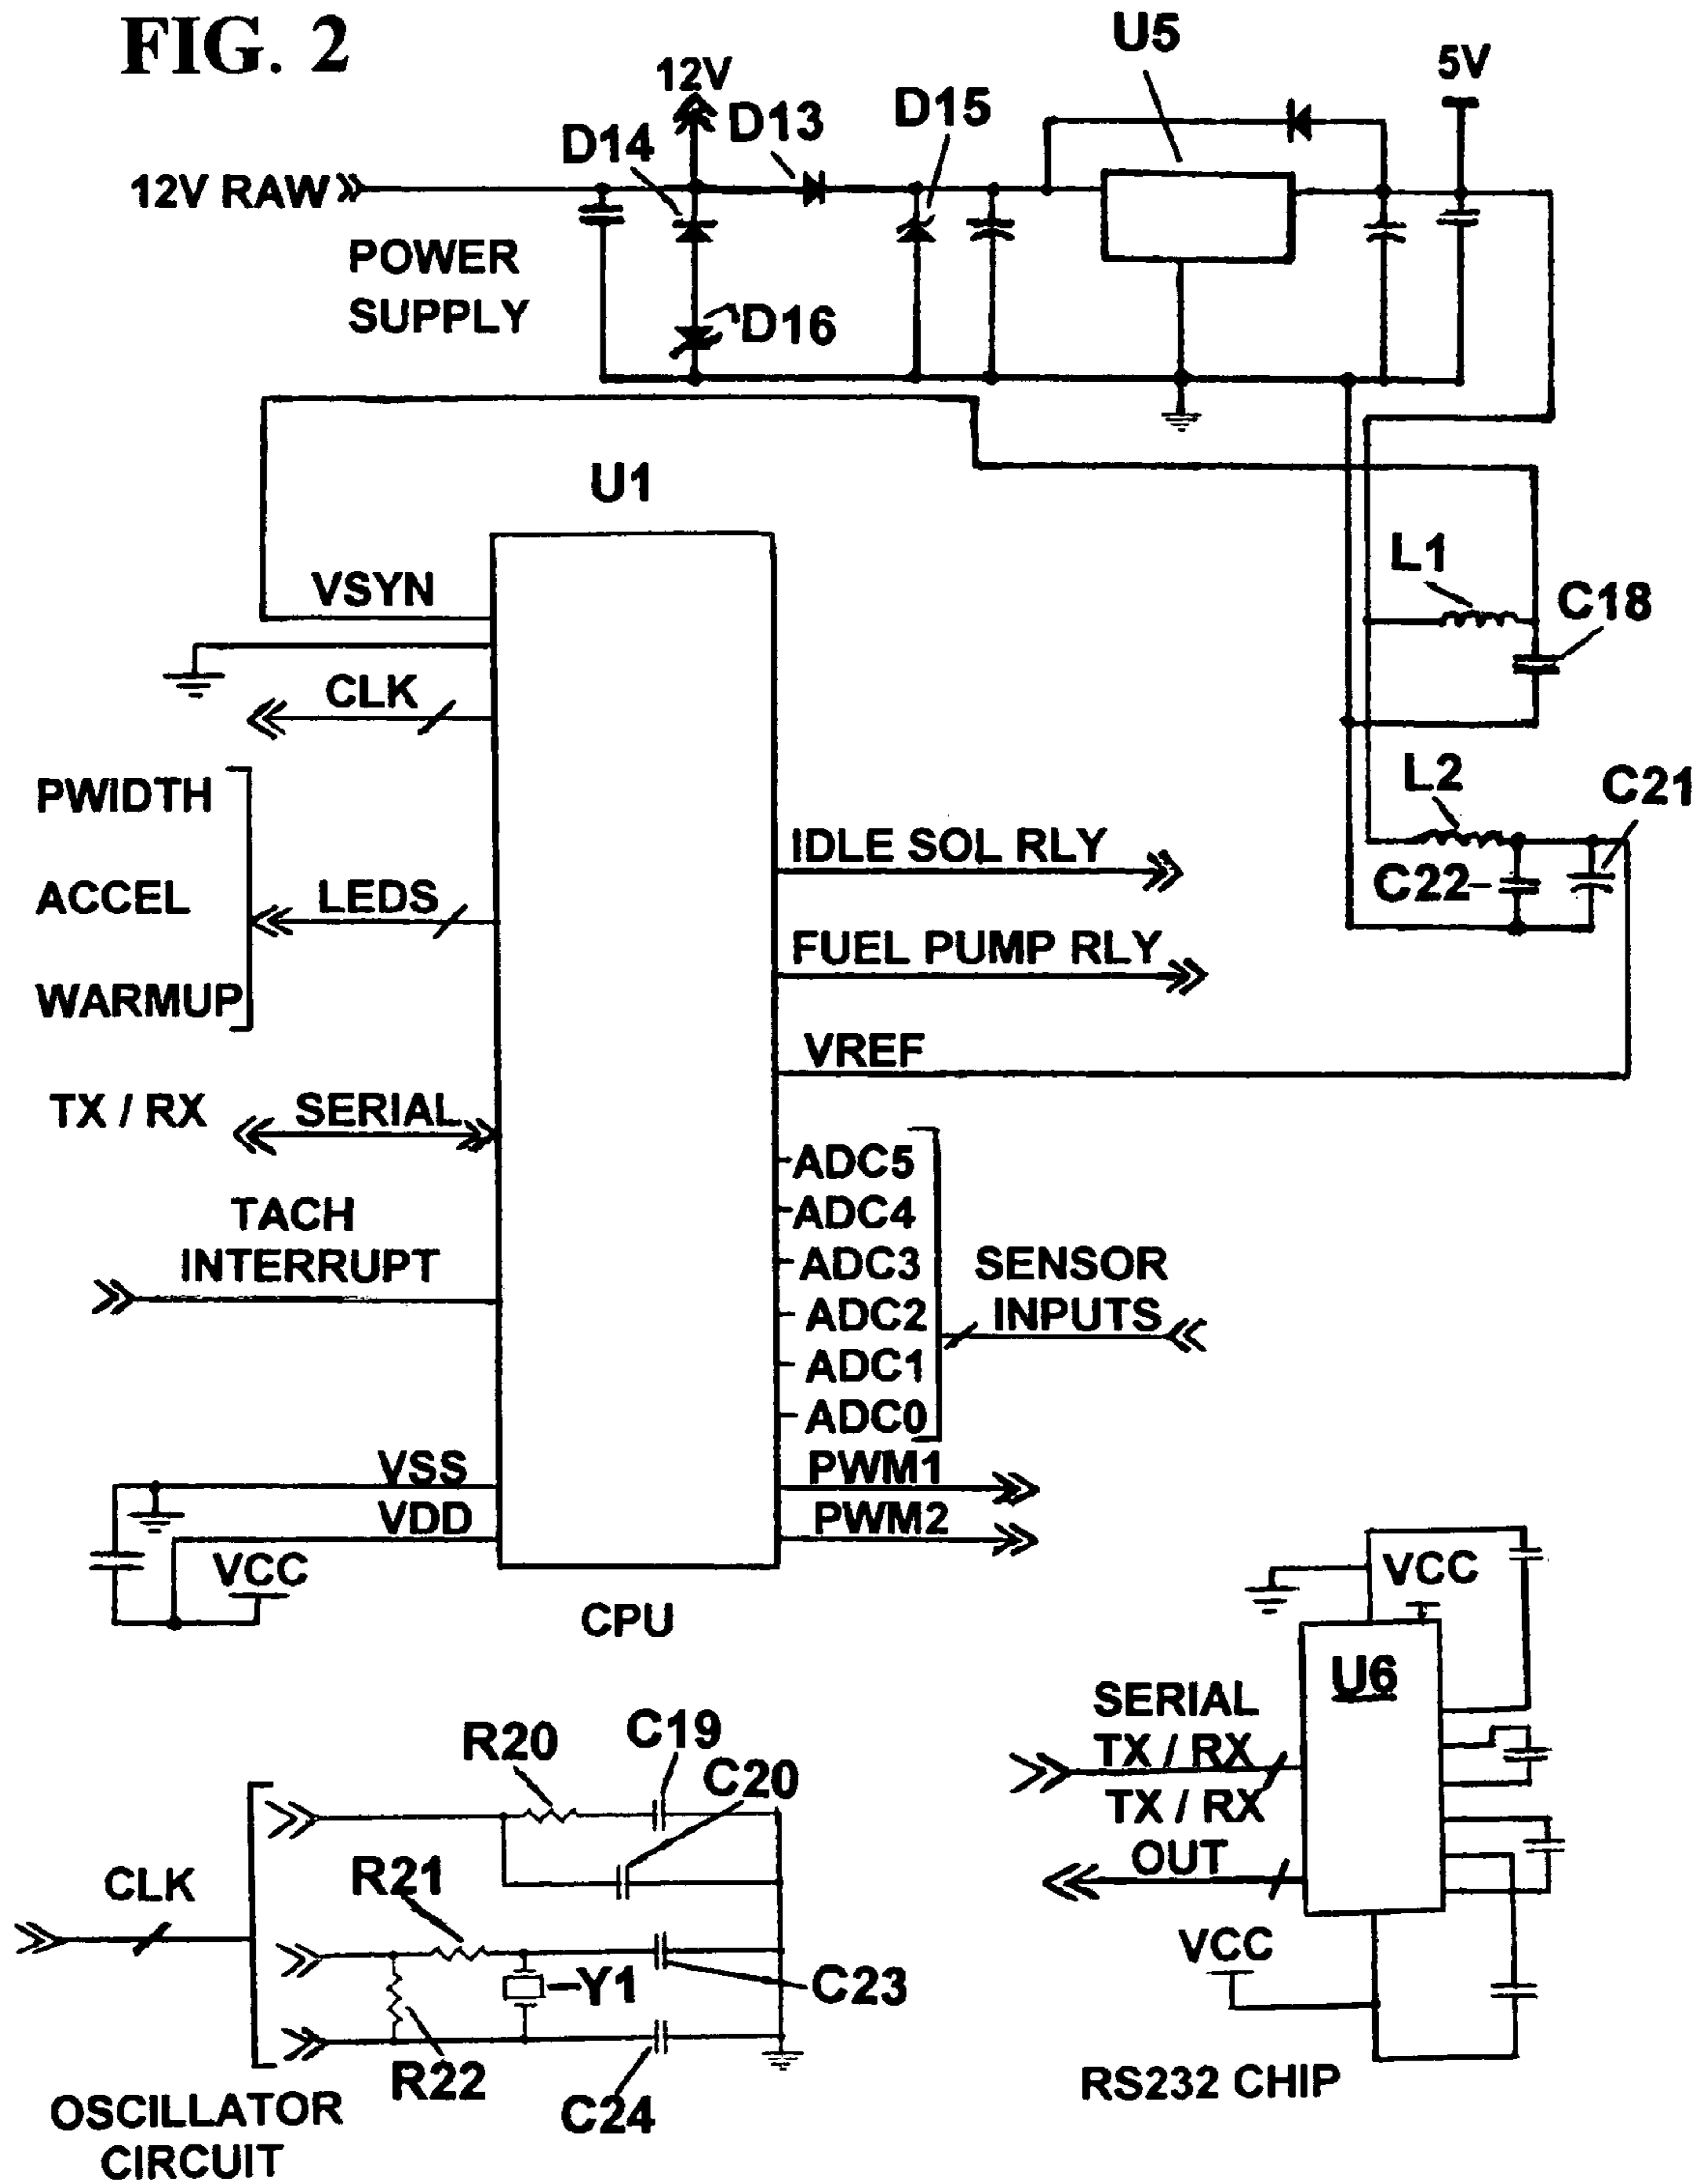 FIG. 2
U5
12V
5V
D14
D13
D15
12V RAW
POWER
SUPPLY
D16
U1
L1
VSYN
C18
CLK
L2
C21
PWIDTH
IDLE SOL RLY
C22
ACCEL
LEDS
FUEL PUMP RLY
WARMUP
VREF
TX / RX
SERIAL
ADC5
ADC4
TACH
INTERRUPT
ADC3
SENSOR
INPUTS
ADC2
ADC1
ADC0
VSS
PWM1
VDD
PWM2
VCC
CPU
VCC
U6
SERIAL
TX / RX
TX / RX
OUT
R20
C19
C20
CLK
R21
Y1
C23
VCC
R22
C24
RS232 CHIP
OSCILLATOR
CIRCUIT